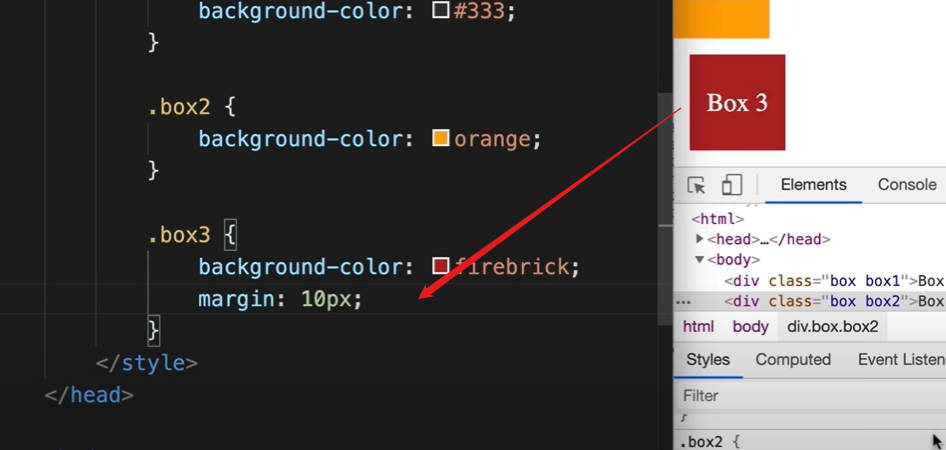 background-color: #333;
}
.box2 {
background-color: orange;
}
.box3 {
background-color: firebrick;
margin: 10px;
}
</style>
</head>
Box 3
Elements Console
<html>
<head>…</head>
<body>
<div class="box box1">Box
<div class="box box2">Box
html body div.box.box2
Styles Computed Event Listen
Filter
.box2 {